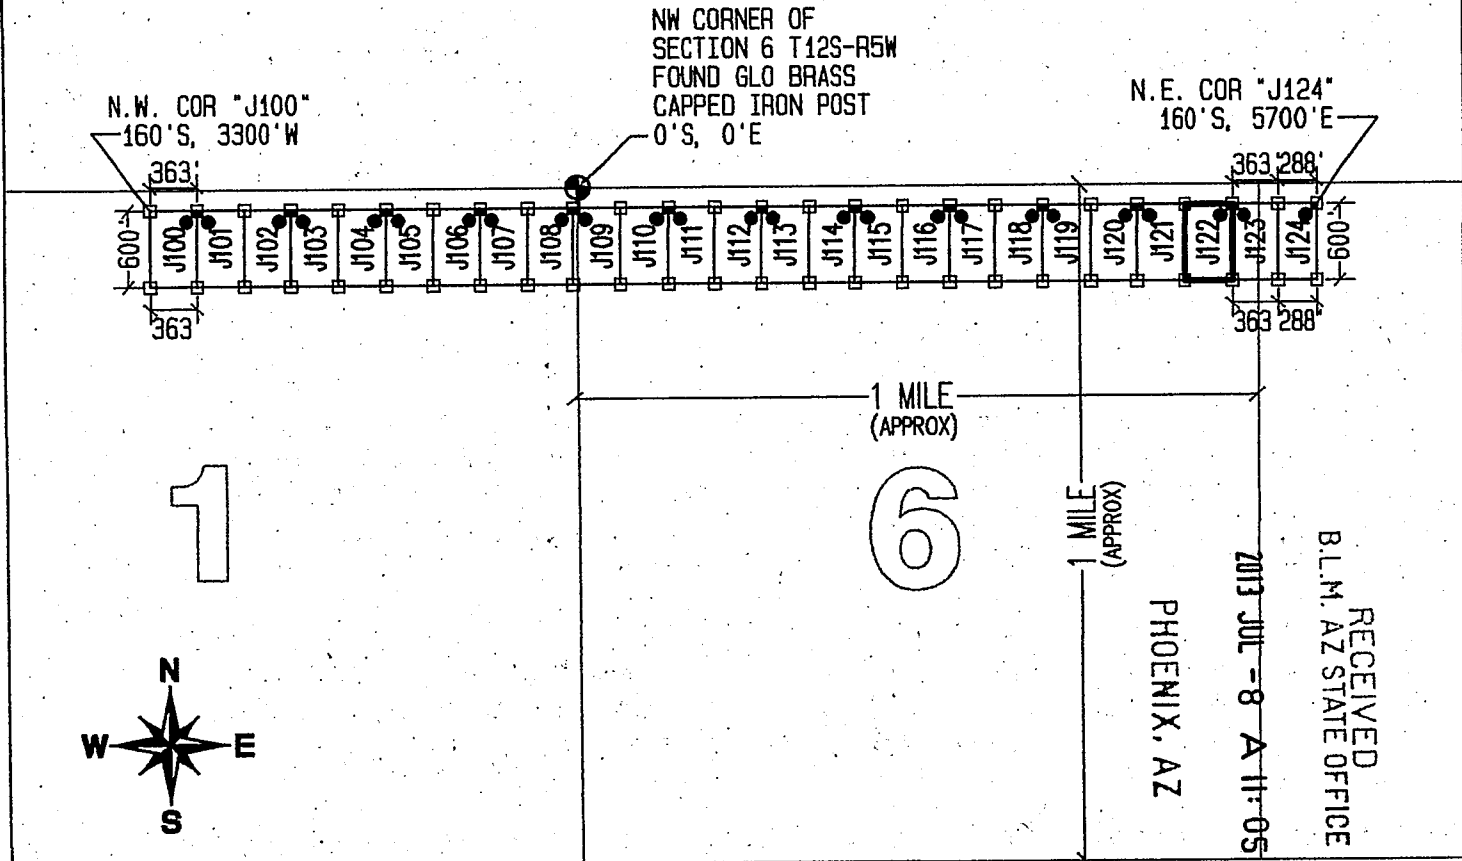 NW CORNER OF
SECTION 6 T12S-R5W
FOUND GLO BRASS
CAPPED IRON POST
0'S, 0'E
N.W. COR "J100"
160'S, 3300'W
N.E. COR "J124"
160'S, 5700'E
363'
363'
288'
600'
J100
J101
J102
J103
J104
J105
J106
J107
J108
J109
J110
J111
J112
J113
J114
J115
J116
J117
J118
J119
J120
J121
J122
J123
J124
600'
363'
363'
288'
1 MILE
(APPROX)
1
6
1 MILE
(APPROX)
RECEIVED
B.L.M. AZ STATE OFFICE
2013 JUL -8 A 11:05
PHOENIX, AZ
N
W
E
S